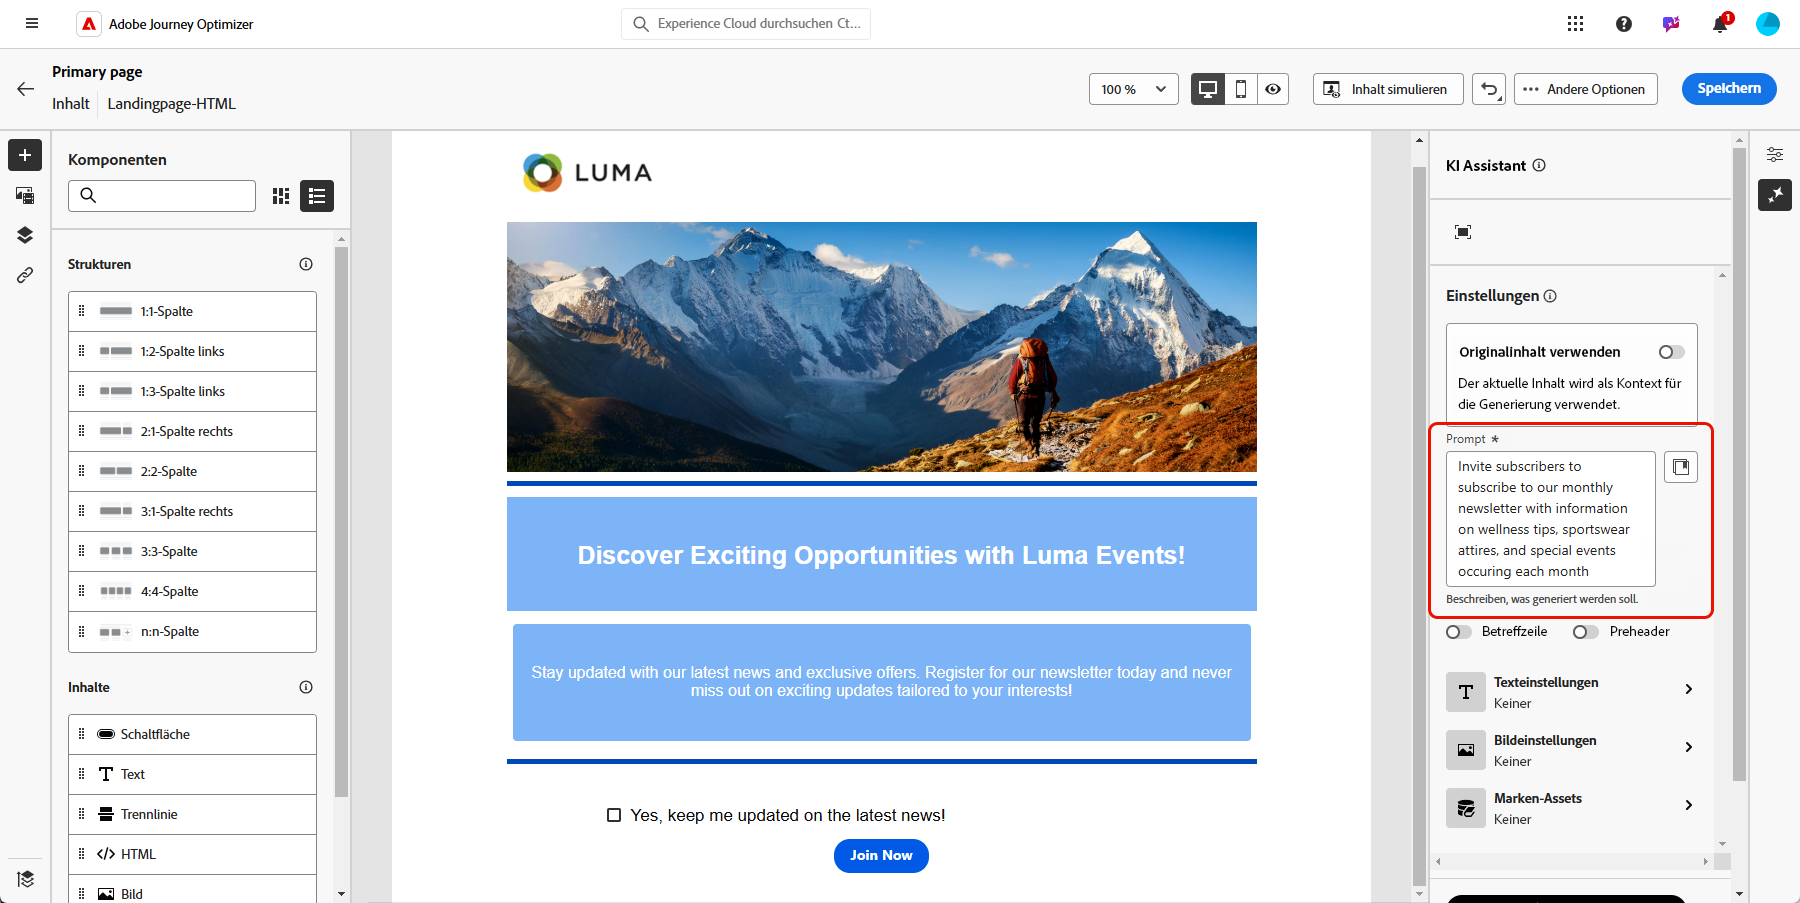 Adobe Journey Optimizer
Experience Cloud durchsuchen Ct...
1
Primary page
Inhalt
Landingpage-HTML
100 %
Inhalt simulieren
Andere Optionen
Speichern
Komponenten
Strukturen
1:1-Spalte
1:2-Spalte links
1:3-Spalte links
2:1-Spalte rechts
2:2-Spalte
3:1-Spalte rechts
3:3-Spalte
4:4-Spalte
n:n-Spalte
Inhalte
Schaltfläche
Text
Trennlinie
HTML
Bild
LUMA
Discover Exciting Opportunities with Luma Events!
Stay updated with our latest news and exclusive offers. Register for our newsletter today and never
miss out on exciting updates tailored to your interests!
Yes, keep me updated on the latest news!
Join Now
KI Assistant
Einstellungen
Originalinhalt verwenden
Der aktuelle Inhalt wird als Kontext für
die Generierung verwendet.
Prompt *
Invite subscribers to
subscribe to our monthly
newsletter with information
on wellness tips, sportswear
attires, and special events
occuring each month
Beschreiben, was generiert werden soll.
Betreffzeile
Preheader
Texteinstellungen
Keiner
Bildeinstellungen
Keiner
Marken-Assets
Keiner